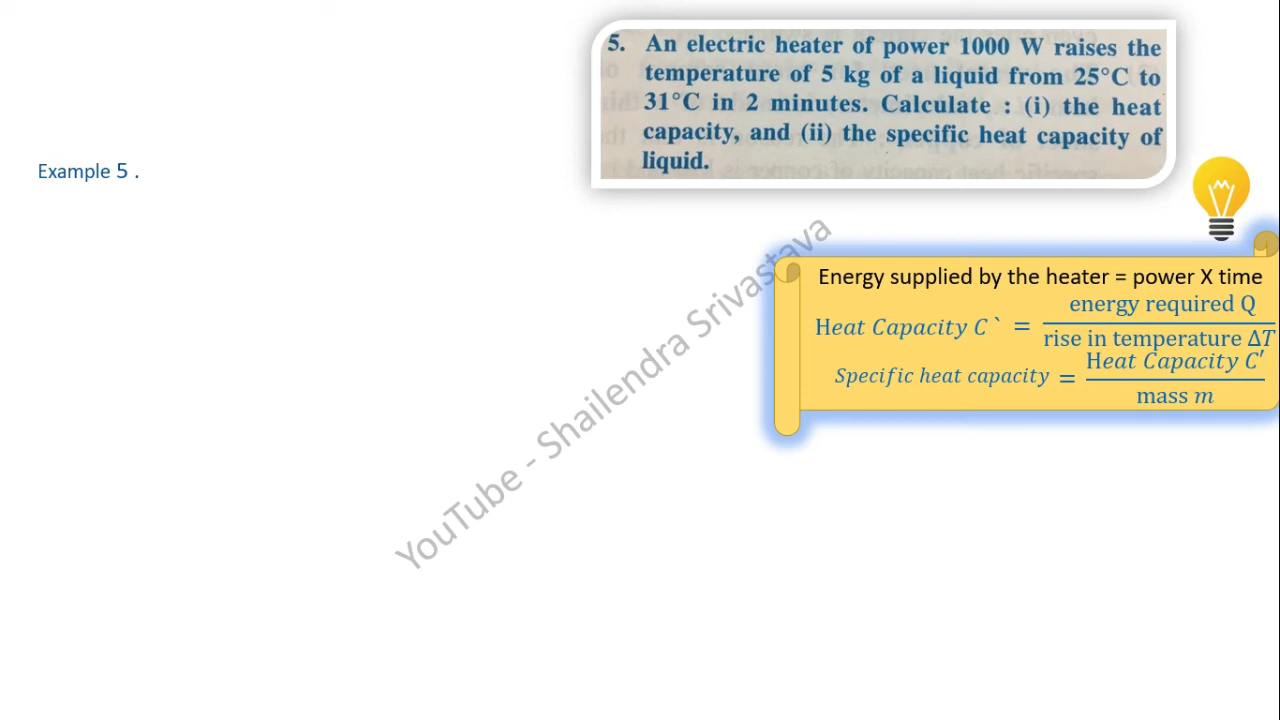 5. An electric heater of power 1000 W raises the
temperature of 5 kg of a liquid from 25°C to
31°C in 2 minutes. Calculate : (i) the heat
capacity, and (ii) the specific heat capacity of
liquid.
Example 5 .
Energy supplied by the heater = power X time
Heat Capacity C ` = energy required Q / rise in temperature ΔT
Specific heat capacity = Heat Capacity C′ / mass m
YouTube - Shailendra Srivastava